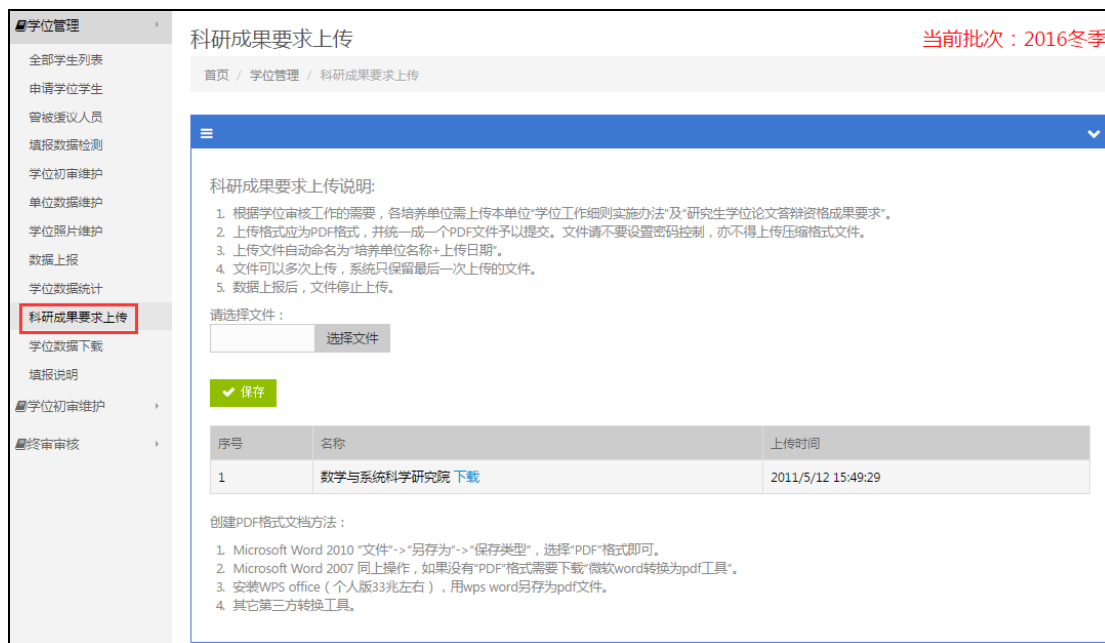 学位管理
全部学生列表
申请学位学生
曾被缓议人员
填报数据检测
学位初审维护
单位数据维护
学位照片维护
数据上报
学位数据统计
科研成果要求上传
学位数据下载
填报说明
学位初审维护
终审审核
科研成果要求上传
当前批次：2016冬季
首页 / 学位管理 / 科研成果要求上传
科研成果要求上传说明:
1. 根据学位审核工作的需要，各培养单位需上传本单位"学位工作细则实施办法"及"研究生学位论文答辩资格成果要求"。
2. 上传格式应为PDF格式，并统一成一个PDF文件予以提交。文件请不要设置密码控制，亦不得上传压缩格式文件。
3. 上传文件自动命名为"培养单位名称+上传日期"。
4. 文件可以多次上传，系统只保留最后一次上传的文件。
5. 数据上报后，文件停止上传。
请选择文件：
选择文件
保存
序号 名称 上传时间
1 数学与系统科学研究院 下载 2011/5/12 15:49:29
创建PDF格式文档方法：
1. Microsoft Word 2010 "文件"->"另存为"->"保存类型"，选择"PDF"格式即可。
2. Microsoft Word 2007 同上操作，如果没有"PDF"格式需要下载"微软word转换为pdf工具"。
3. 安装WPS office（个人版33兆左右），用wps word另存为pdf文件。
4. 其它第三方转换工具。